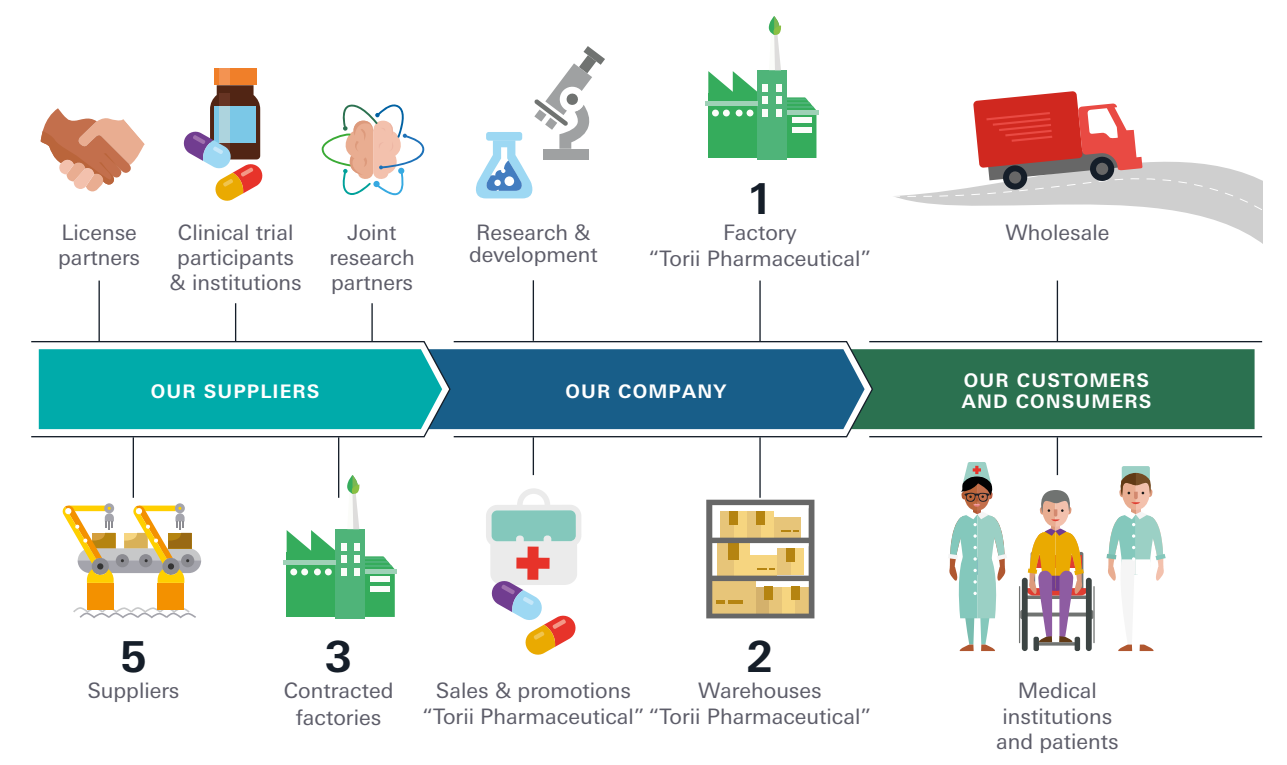 License
partners
Clinical trial
participants
& institutions
Joint
research
partners
Research &
development
1
Factory
“Torii Pharmaceutical”
Wholesale
OUR SUPPLIERS
OUR COMPANY
OUR CUSTOMERS
AND CONSUMERS
5
Suppliers
3
Contracted
factories
Sales & promotions
“Torii Pharmaceutical”
2
Warehouses
“Torii Pharmaceutical”
Medical
institutions
and patients